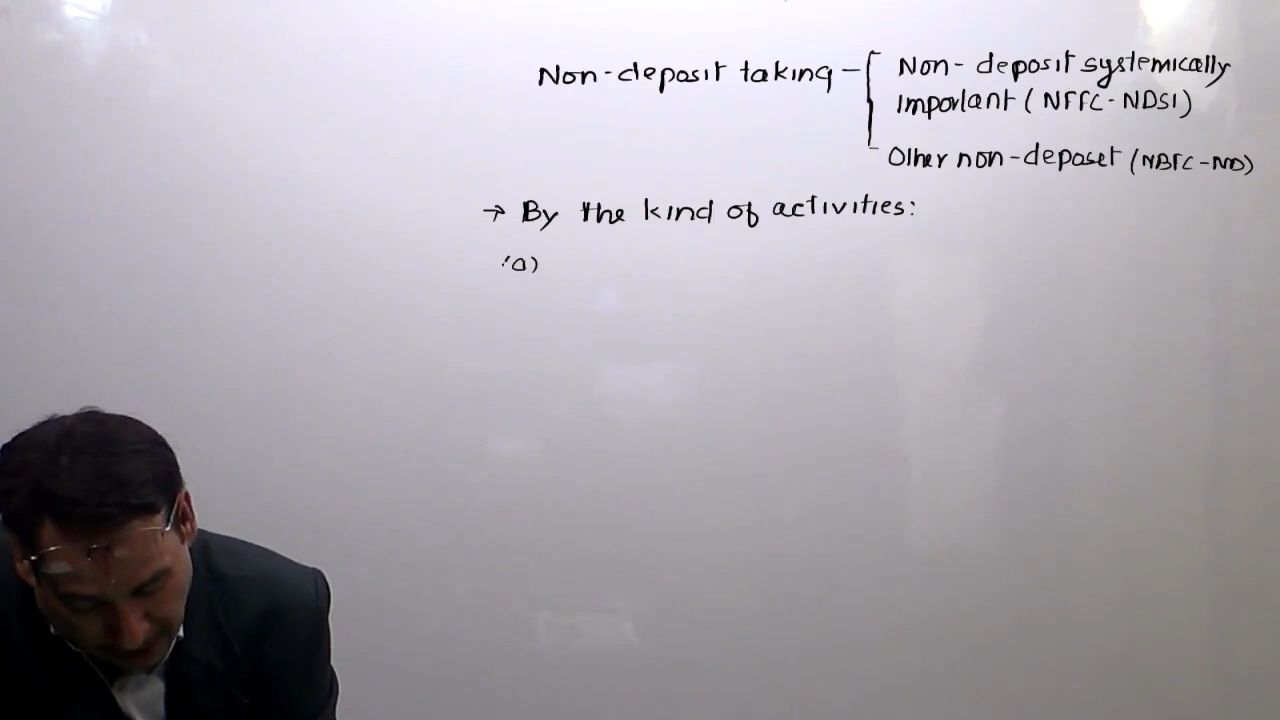 Non-deposit taking - Non-deposit systemically
Important (NFFC-NDSI)
Other non-deposet (NBFC-ND)
→ By the kind of activities:
(a)